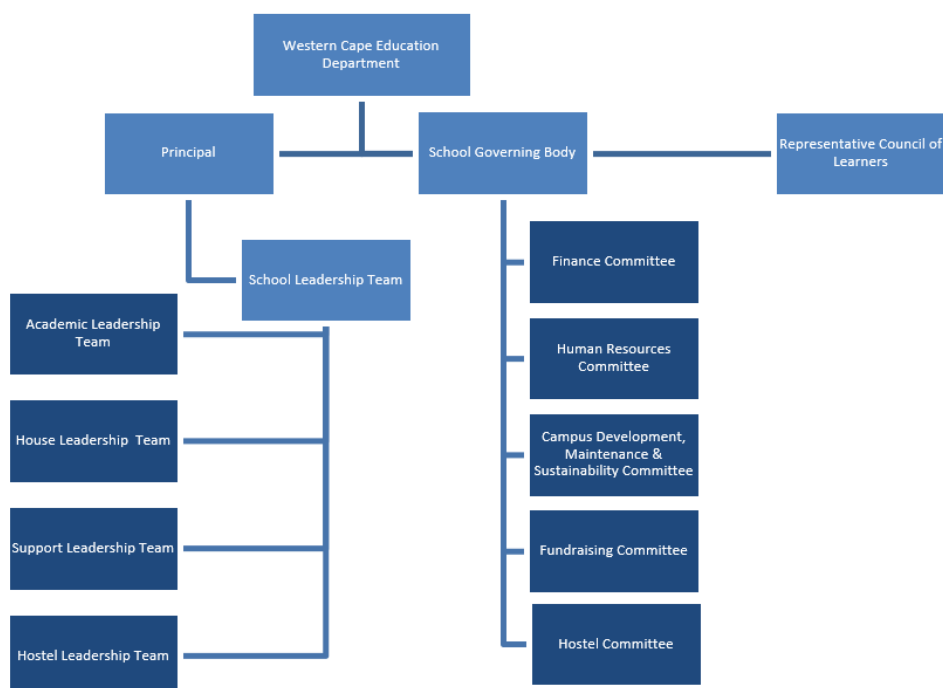 Western Cape Education
Department
Principal
School Governing Body
Representative Council of
Learners
School Leadership Team
Academic Leadership
Team
House Leadership  Team
Support Leadership Team
Hostel Leadership Team
Finance Committee
Human Resources
Committee
Campus Development,
Maintenance &
Sustainability Committee
Fundraising Committee
Hostel Committee